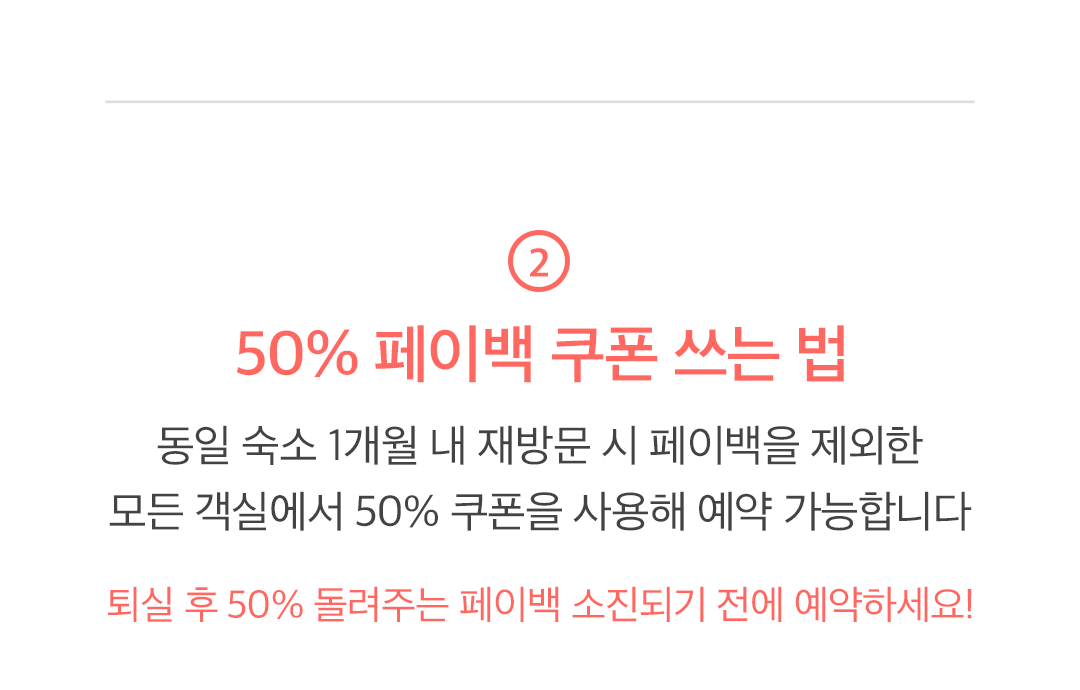 2
50% 페이백 쿠폰 쓰는 법
동일 숙소 1개월 내 재방문 시 페이백을 제외한
모든 객실에서 50% 쿠폰을 사용해 예약 가능합니다
퇴실 후 50% 돌려주는 페이백 소진되기 전에 예약하세요!